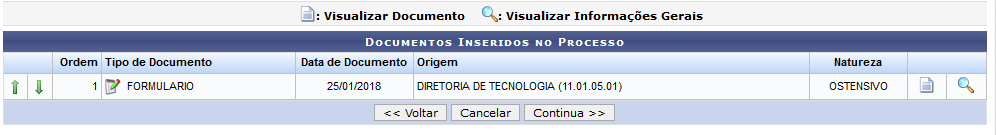 : Visualizar Documento : Visualizar Informações Gerais
Documentos Inseridos no Processo
Ordem Tipo de Documento Data de Documento Origem Natureza
1 FORMULARIO 25/01/2018 DIRETORIA DE TECNOLOGIA (11.01.05.01) OSTENSIVO
<< Voltar Cancelar Continua >>